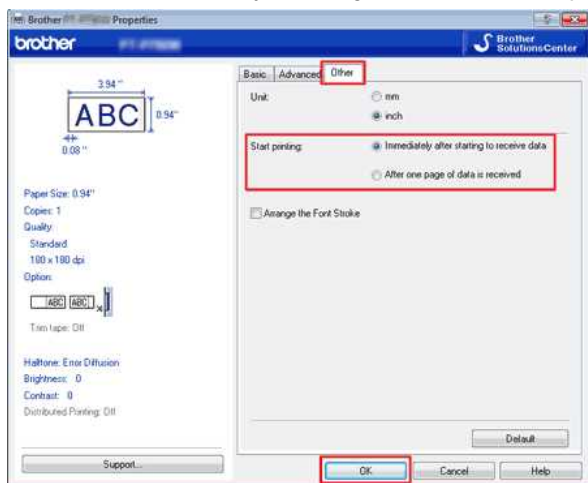 Brother Properties
brother
Brother
SolutionsCenter
3.94 "
ABC
0.94"
0.08 "
Paper Size: 0.94"
Copies: 1
Quality:
Standard
180 x 180 dpi
Option:
ABC ABC x
Trim tape: Off
Halftone: Error Diffusion
Brightness: 0
Contrast: 0
Distributed Printing: Off
Support...
Basic Advanced Other
Unit: mm
inch
Start printing: Immediately after starting to receive data
After one page of data is received
Arrange the Font Stroke
Default
OK Cancel Help